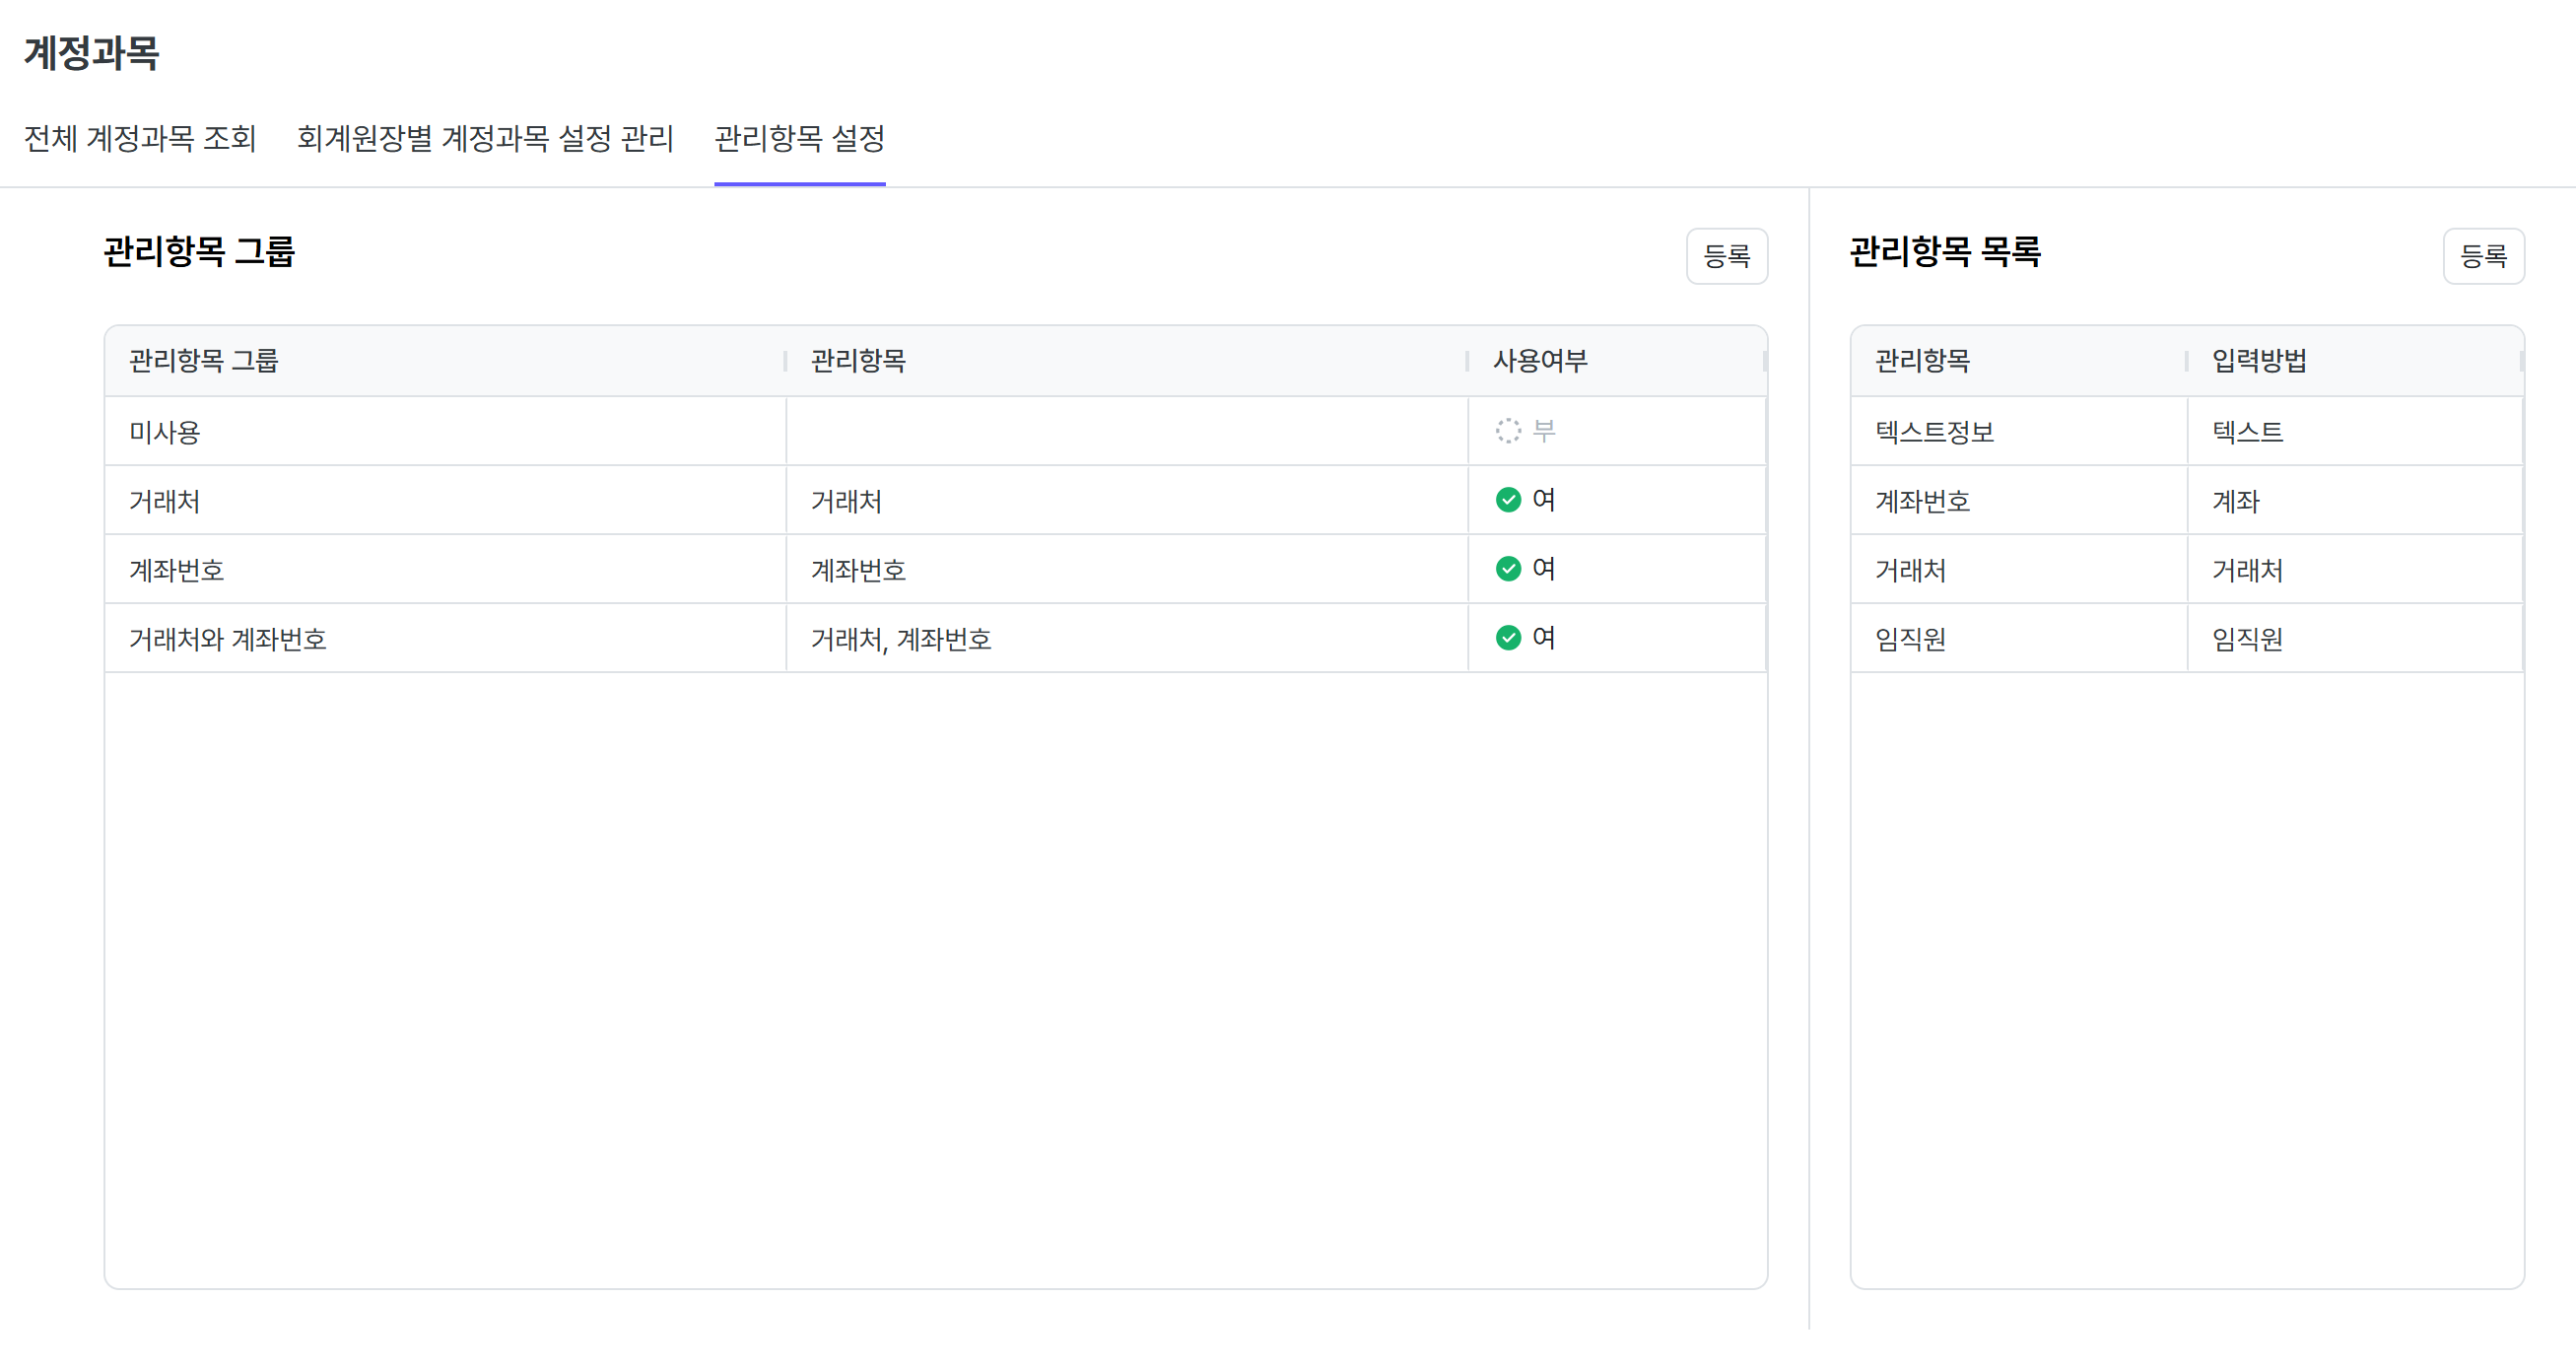 계정과목
전체 계정과목 조회 회계원장별 계정과목 설정 관리 관리항목 설정
관리항목 그룹 등록
관리항목 그룹 관리항목 사용여부
미사용 부
거래처 거래처 여
계좌번호 계좌번호 여
거래처와 계좌번호 거래처, 계좌번호 여
관리항목 목록 등록
관리항목 입력방법
텍스트정보 텍스트
계좌번호 계좌
거래처 거래처
임직원 임직원